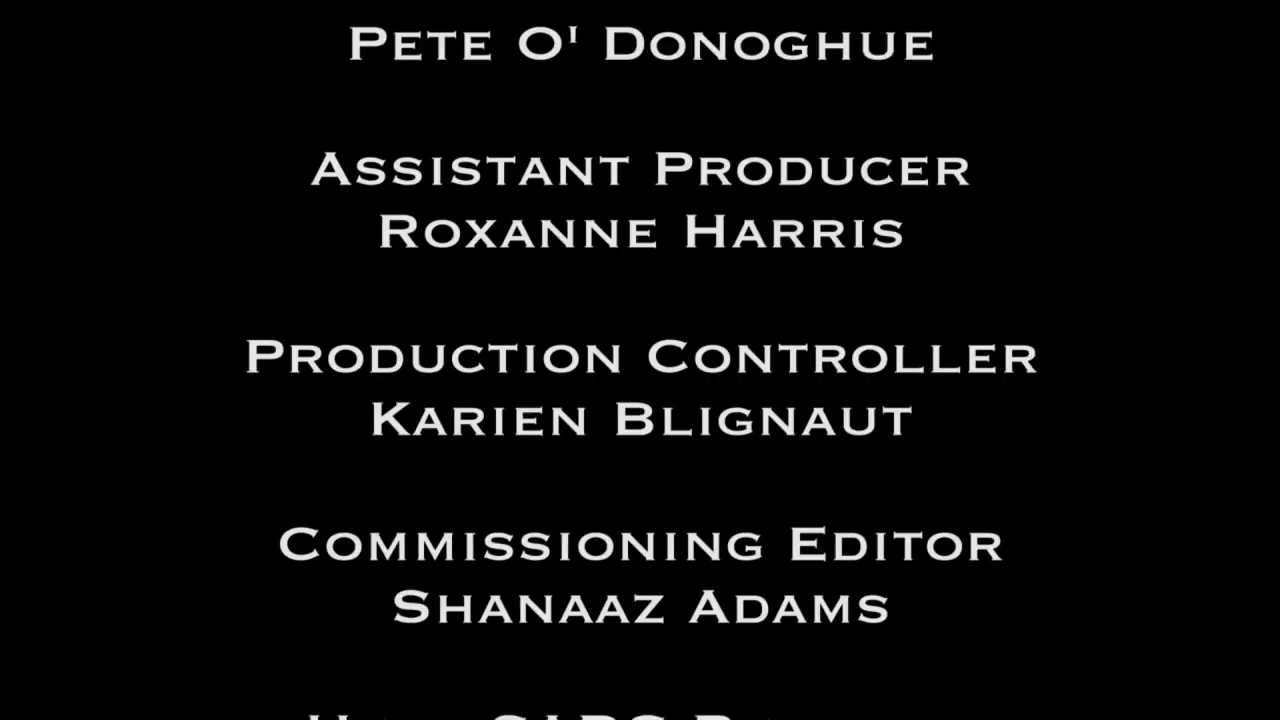 Pete O' Donoghue
Assistant Producer
Roxanne Harris
Production Controller
Karien Blignaut
Commissioning Editor
Shanaaz Adams